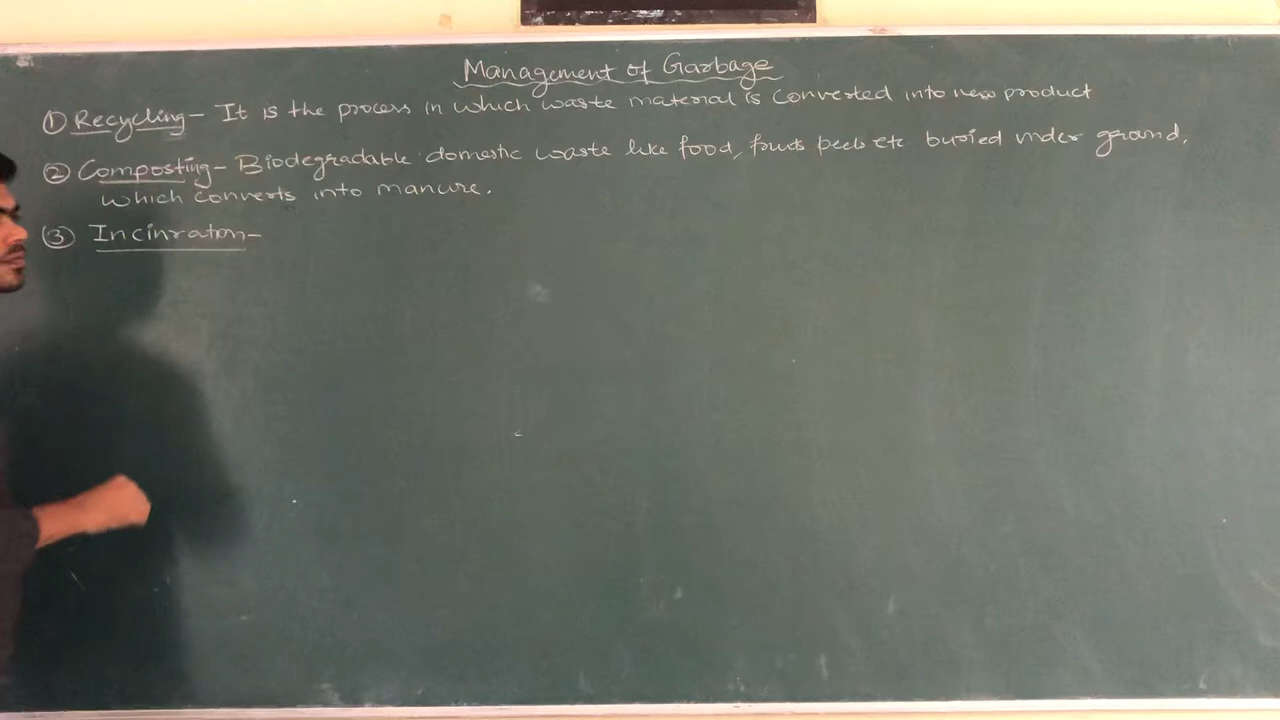 Management of Garbage
① Recycling- It is the process in which waste material is converted into new product
② Composting- Biodegradable domestic waste like food, fruits peels etc buried under ground,
which converts into manure.
③ Incinration-